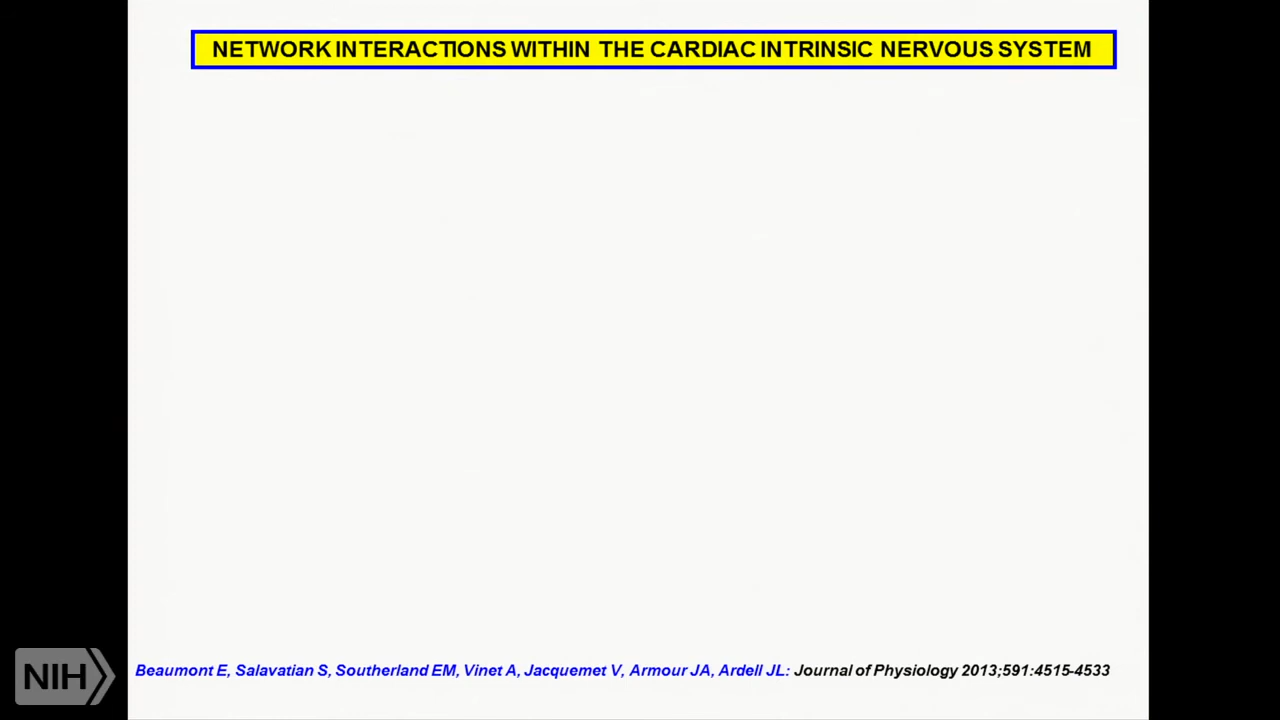 NETWORK INTERACTIONS WITHIN THE CARDIAC INTRINSIC NERVOUS SYSTEM
Beaumont E, Salavatian S, Southerland EM, Vinet A, Jacquemet V, Armour JA, Ardell JL: Journal of Physiology 2013;591:4515-4533
NIH